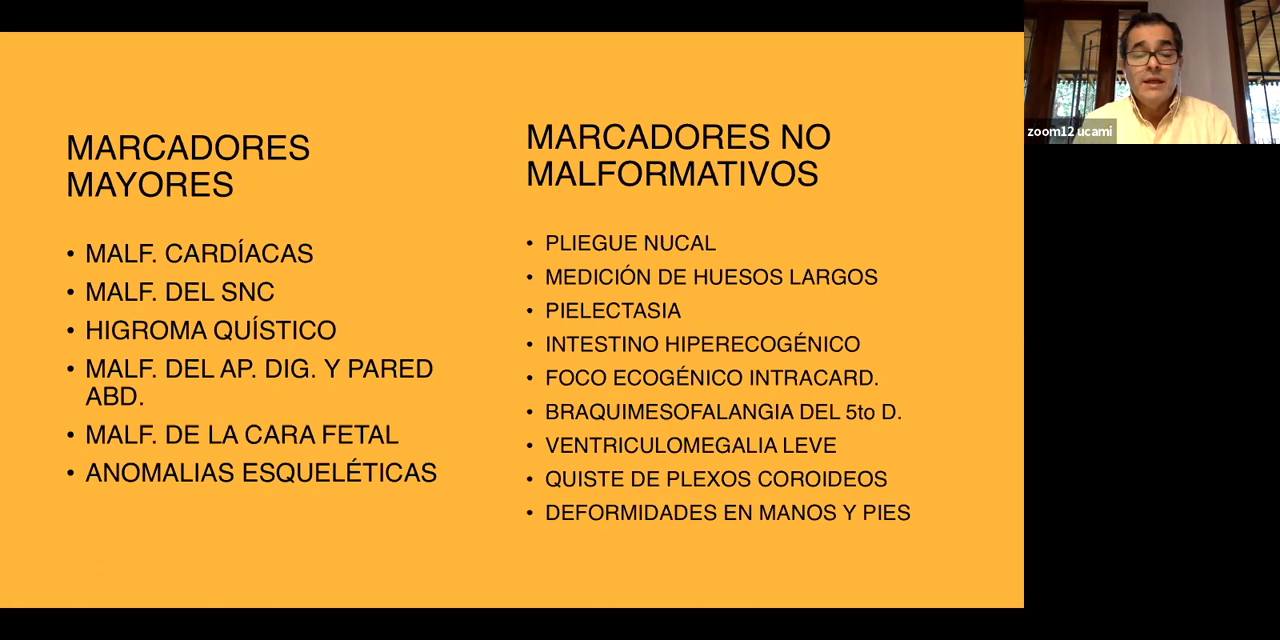 MARCADORES
MAYORES
• MALF. CARDÍACAS
• MALF. DEL SNC
• HIGROMA QUÍSTICO
• MALF. DEL AP. DIG. Y PARED
ABD.
• MALF. DE LA CARA FETAL
• ANOMALIAS ESQUELÉTICAS
MARCADORES NO
MALFORMATIVOS
• PLIEGUE NUCAL
• MEDICIÓN DE HUESOS LARGOS
• PIELECTASIA
• INTESTINO HIPERECOGÉNICO
• FOCO ECOGÉNICO INTRACARD.
• BRAQUIMESOFALANGIA DEL 5to D.
• VENTRICULOMEGALIA LEVE
• QUISTE DE PLEXOS COROIDEOS
• DEFORMIDADES EN MANOS Y PIES
zoom12 ucami